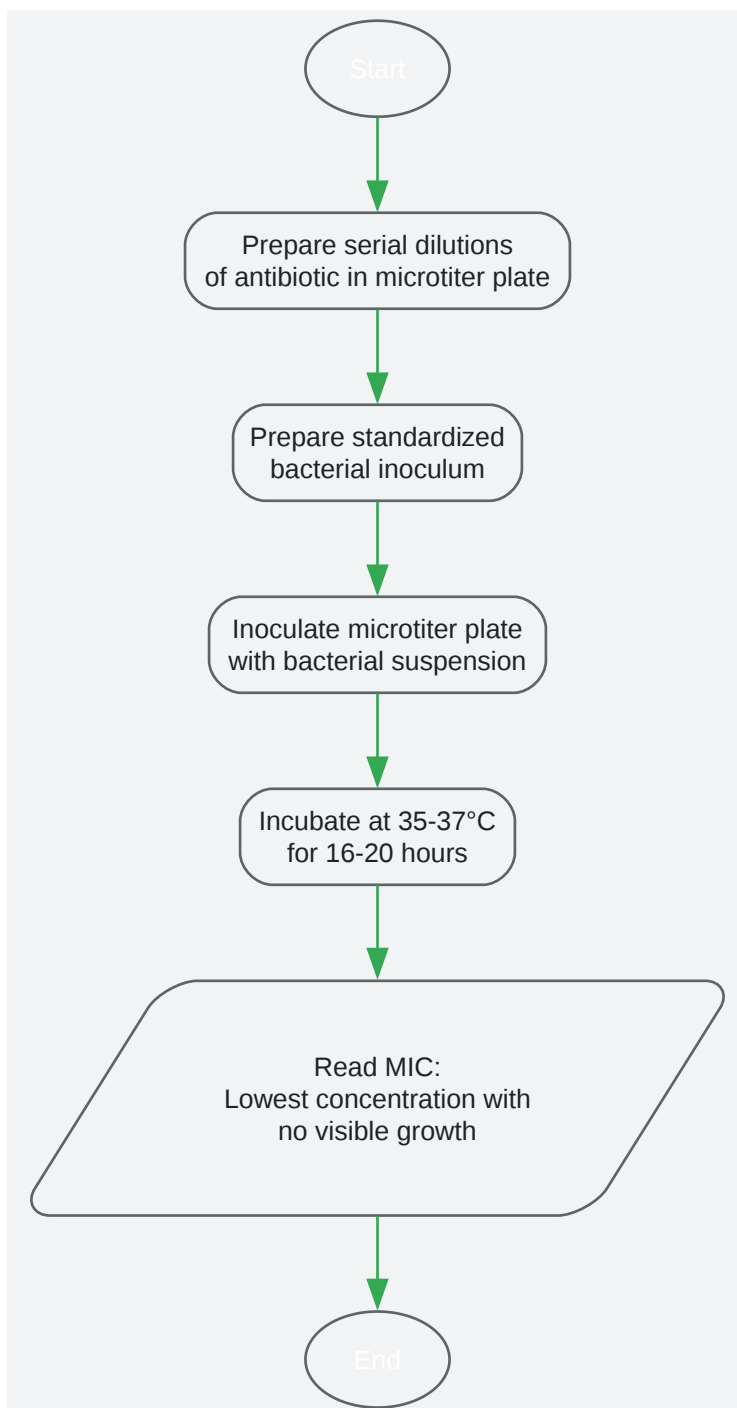 Start
Prepare serial dilutions
of antibiotic in microtiter plate
Prepare standardized
bacterial inoculum
Inoculate microtiter plate
with bacterial suspension
Incubate at 35-37°C
for 16-20 hours
Read MIC:
Lowest concentration with
no visible growth
End